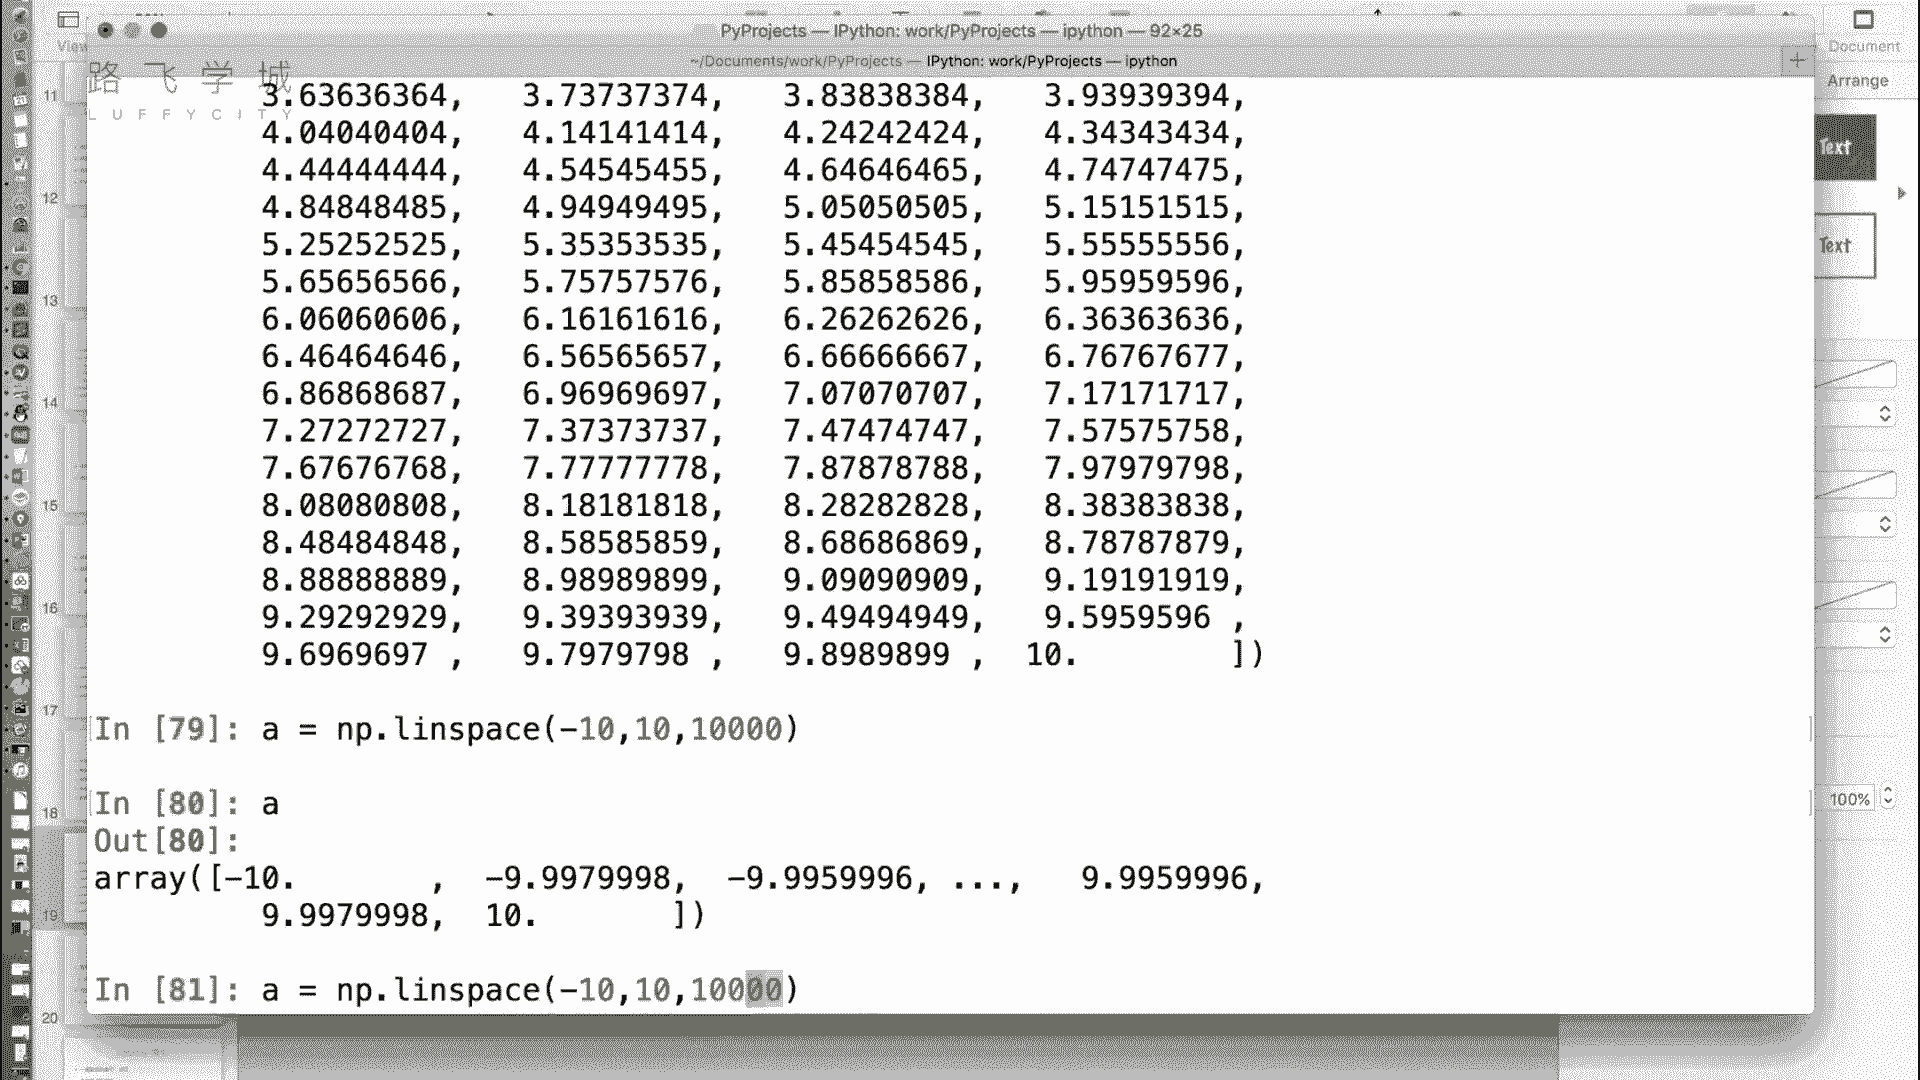 PyProjects — IPython: work/PyProjects — ipython — 92×25
Document
View
~/Documents/work/PyProjects — IPython: work/PyProjects — ipython
+
Arrange
路飞学城
LUFFYCITY
3.63636364, 3.73737374, 3.83838384, 3.93939394,
4.04040404, 4.14141414, 4.24242424, 4.34343434,
4.44444444, 4.54545455, 4.64646465, 4.74747475,
4.84848485, 4.94949495, 5.05050505, 5.15151515,
5.25252525, 5.35353535, 5.45454545, 5.55555556,
5.65656566, 5.75757576, 5.85858586, 5.95959596,
6.06060606, 6.16161616, 6.26262626, 6.36363636,
6.46464646, 6.56565657, 6.66666667, 6.76767677,
6.86868687, 6.96969697, 7.07070707, 7.17171717,
7.27272727, 7.37373737, 7.47474747, 7.57575758,
7.67676768, 7.77777778, 7.87878788, 7.97979798,
8.08080808, 8.18181818, 8.28282828, 8.38383838,
8.48484848, 8.58585859, 8.68686869, 8.78787879,
8.88888889, 8.98989899, 9.09090909, 9.19191919,
9.29292929, 9.39393939, 9.49494949, 9.5959596 ,
9.6969697 , 9.7979798 , 9.8989899 , 10. ])
In [79]: a = np.linspace(-10,10,10000)
In [80]: a
Out[80]:
array([-10. , -9.9979998, -9.9959996, ..., 9.9959996,
9.9979998, 10. ])
In [81]: a = np.linspace(-10,10,10000)
11
12
13
14
15
16
17
18
19
20
Text
Text
100%